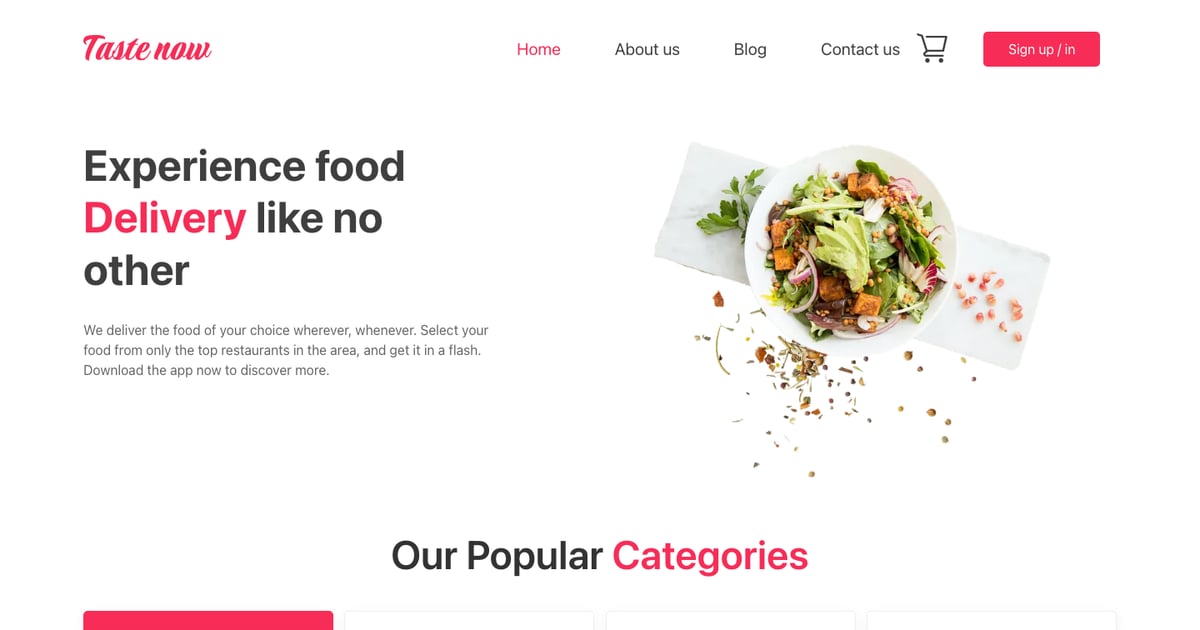 Taste now
Home
About us
Blog
Contact us
Sign up / in
Experience food
Delivery like no
other
We deliver the food of your choice wherever, whenever. Select your
food from only the top restaurants in the area, and get it in a flash.
Download the app now to discover more.
Our Popular Categories